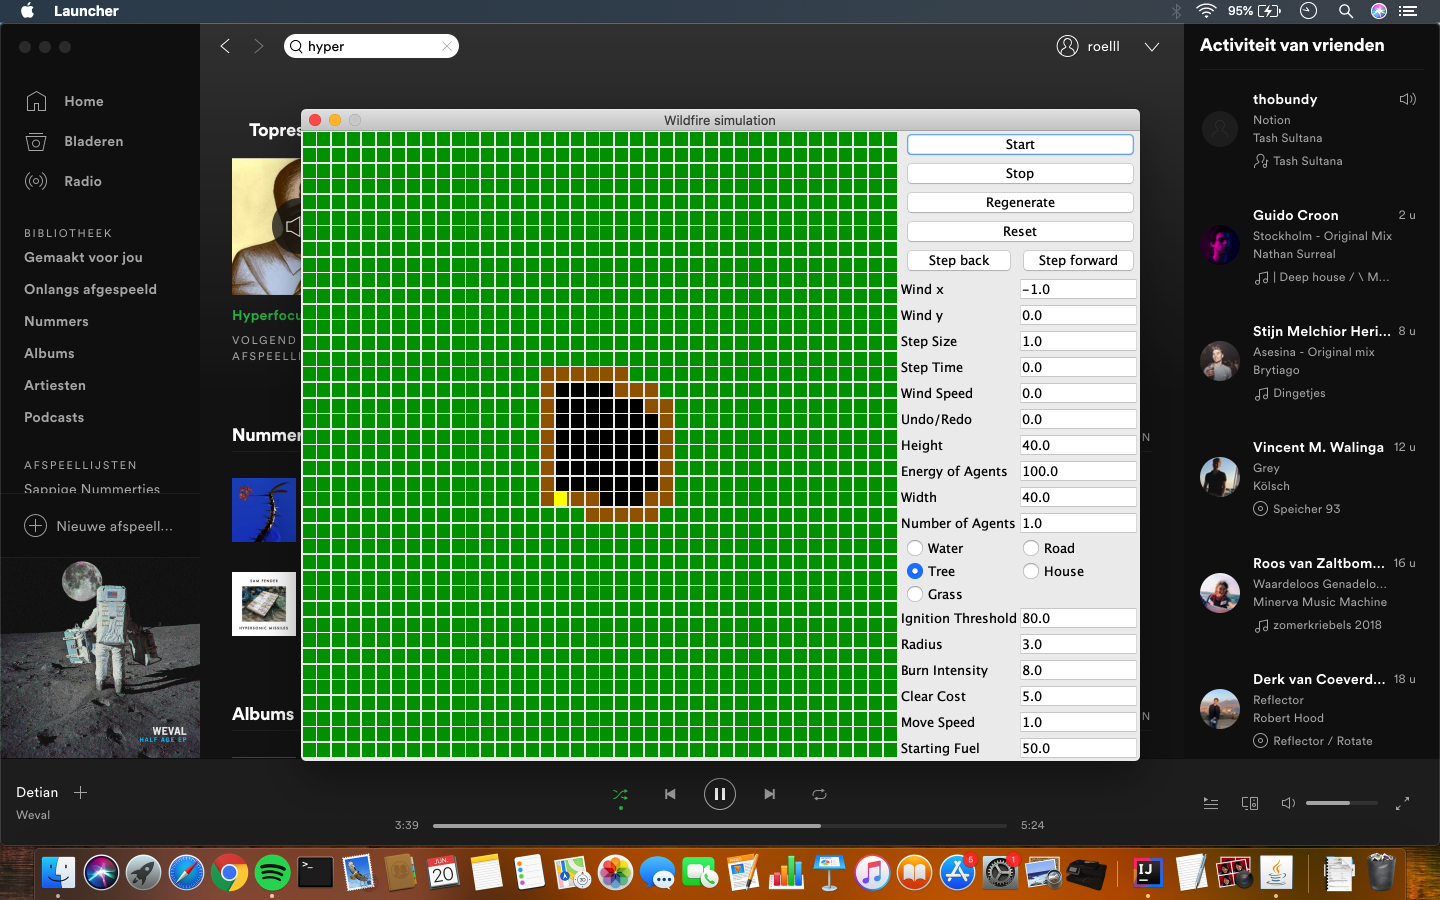 Launcher
95%
hyper
roelll
Home
Bladeren
Radio
BIBLIOTHEEK
Gemaakt voor jou
Onlangs afgespeeld
Nummers
Albums
Artiesten
Podcasts
AFSPEELLIJSTEN
Sappige Nummertjes
Nieuwe afspeell...
WEVAL
HALF AGE EP
Topres
Hyperfocu
VOLGEND
AFSPEELLI
Nummer
SAM FENDER
HYPERSONIC MISSILES
Albums
N
N
Wildfire simulation
Start
Stop
Regenerate
Reset
Step back
Step forward
Wind x
-1.0
Wind y
0.0
Step Size
1.0
Step Time
0.0
Wind Speed
0.0
Undo/Redo
0.0
Height
40.0
Energy of Agents
100.0
Width
40.0
Number of Agents
1.0
Water
Road
Tree
House
Grass
Ignition Threshold
80.0
Radius
3.0
Burn Intensity
8.0
Clear Cost
5.0
Move Speed
1.0
Starting Fuel
50.0
Activiteit van vrienden
thobundy
Notion
Tash Sultana
Tash Sultana
Guido Croon
2 u
Stockholm - Original Mix
Nathan Surreal
| Deep house / \ M...
Stijn Melchior Heri...
8 u
Asesina - Original mix
Brytiago
Dingetjes
Vincent M. Walinga
12 u
Grey
Kölsch
Speicher 93
Roos van Zaltbom...
16 u
Waardeloos Genadelo...
Minerva Music Machine
zomerkriebels 2018
Derk van Coeverd...
18 u
Reflector
Robert Hood
Reflector / Rotate
Detian
Weval
3:39
5:24
JUN.
20
5
1
IJ